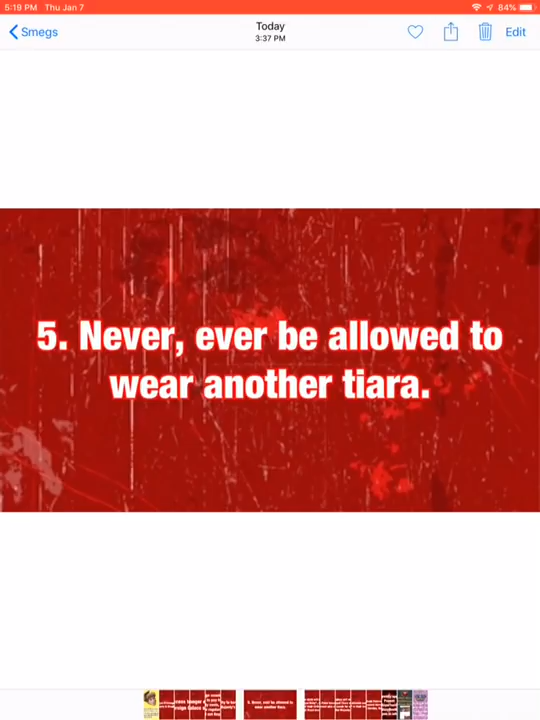 5:19 PM Thu Jan 7
84%
Smegs
Today
3:37 PM
Edit
5. Never, ever be allowed to
wear another tiara.